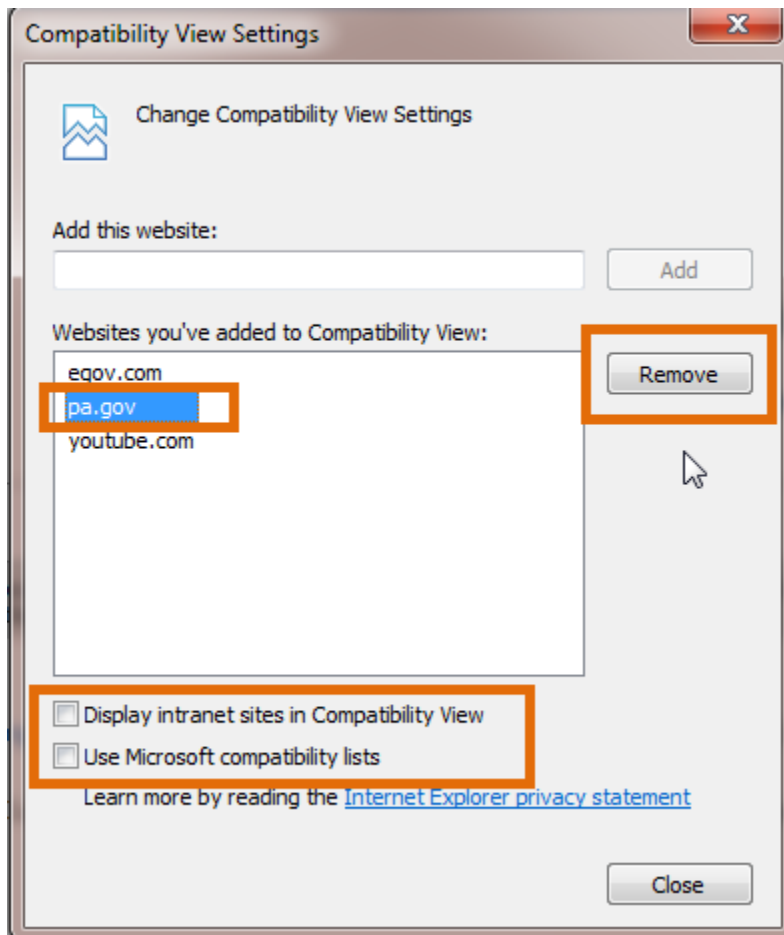 Compatibility View Settings
Change Compatibility View Settings
Add this website:
Add
Websites you've added to Compatibility View:
egov.com
Remove
pa.gov
youtube.com
Display intranet sites in Compatibility View
Use Microsoft compatibility lists
Learn more by reading the Internet Explorer privacy statement
Close